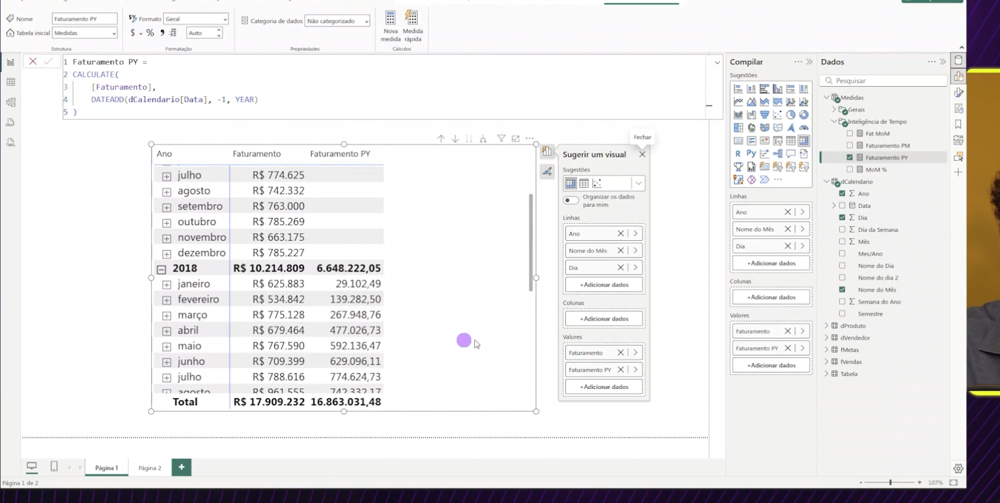 Nome
Faturamento PY
Formato
Geral
Categoria de dados
Não categorizado
Tabela inicial
Medidas
$
%
Auto
Nova medida
Medida rápida
Estrutura
Formatação
Propriedades
Cálculos
1 Faturamento PY =
2 CALCULATE(
3 [Faturamento],
4 DATEADD(dCalendario[Data], -1, YEAR)
5 )
Ano Faturamento Faturamento PY
julho R$ 774.625
agosto R$ 742.332
setembro R$ 763.000
outubro R$ 785.269
novembro R$ 663.175
dezembro R$ 785.227
2018 R$ 10.214.809 6.648.222,05
janeiro R$ 625.883 29.102,49
fevereiro R$ 534.842 139.282,50
março R$ 775.128 267.948,76
abril R$ 679.464 477.026,73
maio R$ 767.590 592.136,47
junho R$ 709.399 629.096,11
julho R$ 788.616 774.624,73
agosto R$ 961.555 742.332,17
Total R$ 17.909.232 16.863.031,48
Fechar
Sugerir um visual
Sugestões
Organizar os dados
para mim
Linhas
Ano
Nome do Mês
Dia
+Adicionar dados
Colunas
+Adicionar dados
Valores
Faturamento
Faturamento PY
+Adicionar dados
Compilar
Sugestões
123
R
Py
Linhas
Ano
Nome do Mês
Dia
+Adicionar dados
Colunas
+Adicionar dados
Valores
Faturamento
Faturamento PY
+Adicionar dados
Dados
Pesquisar
Medidas
Gerais
Inteligência de Tempo
Fat MoM
Faturamento PM
Faturamento PY
MoM %
dCalendario
Ano
Data
Dia
Dia da Semana
Mês
Mes/Ano
Nome do Dia
Nome do dia 2
Nome do Mês
Semana do Ano
Semestre
dProduto
dVendedor
fMetas
fVendas
Tabela
Página 1
Página 2
Página 1 de 2
107%